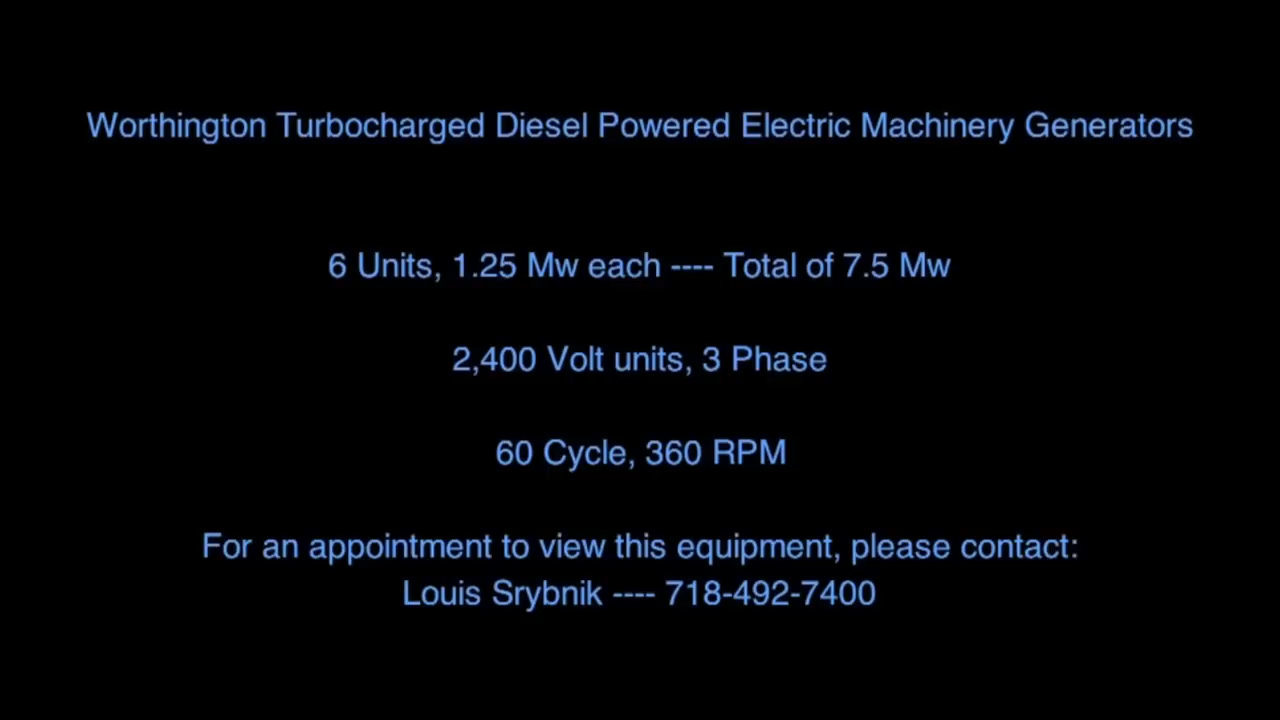 Worthington Turbocharged Diesel Powered Electric Machinery Generators
6 Units, 1.25 Mw each ---- Total of 7.5 Mw
2,400 Volt units, 3 Phase
60 Cycle, 360 RPM
For an appointment to view this equipment, please contact:
Louis Srybnik ---- 718-492-7400